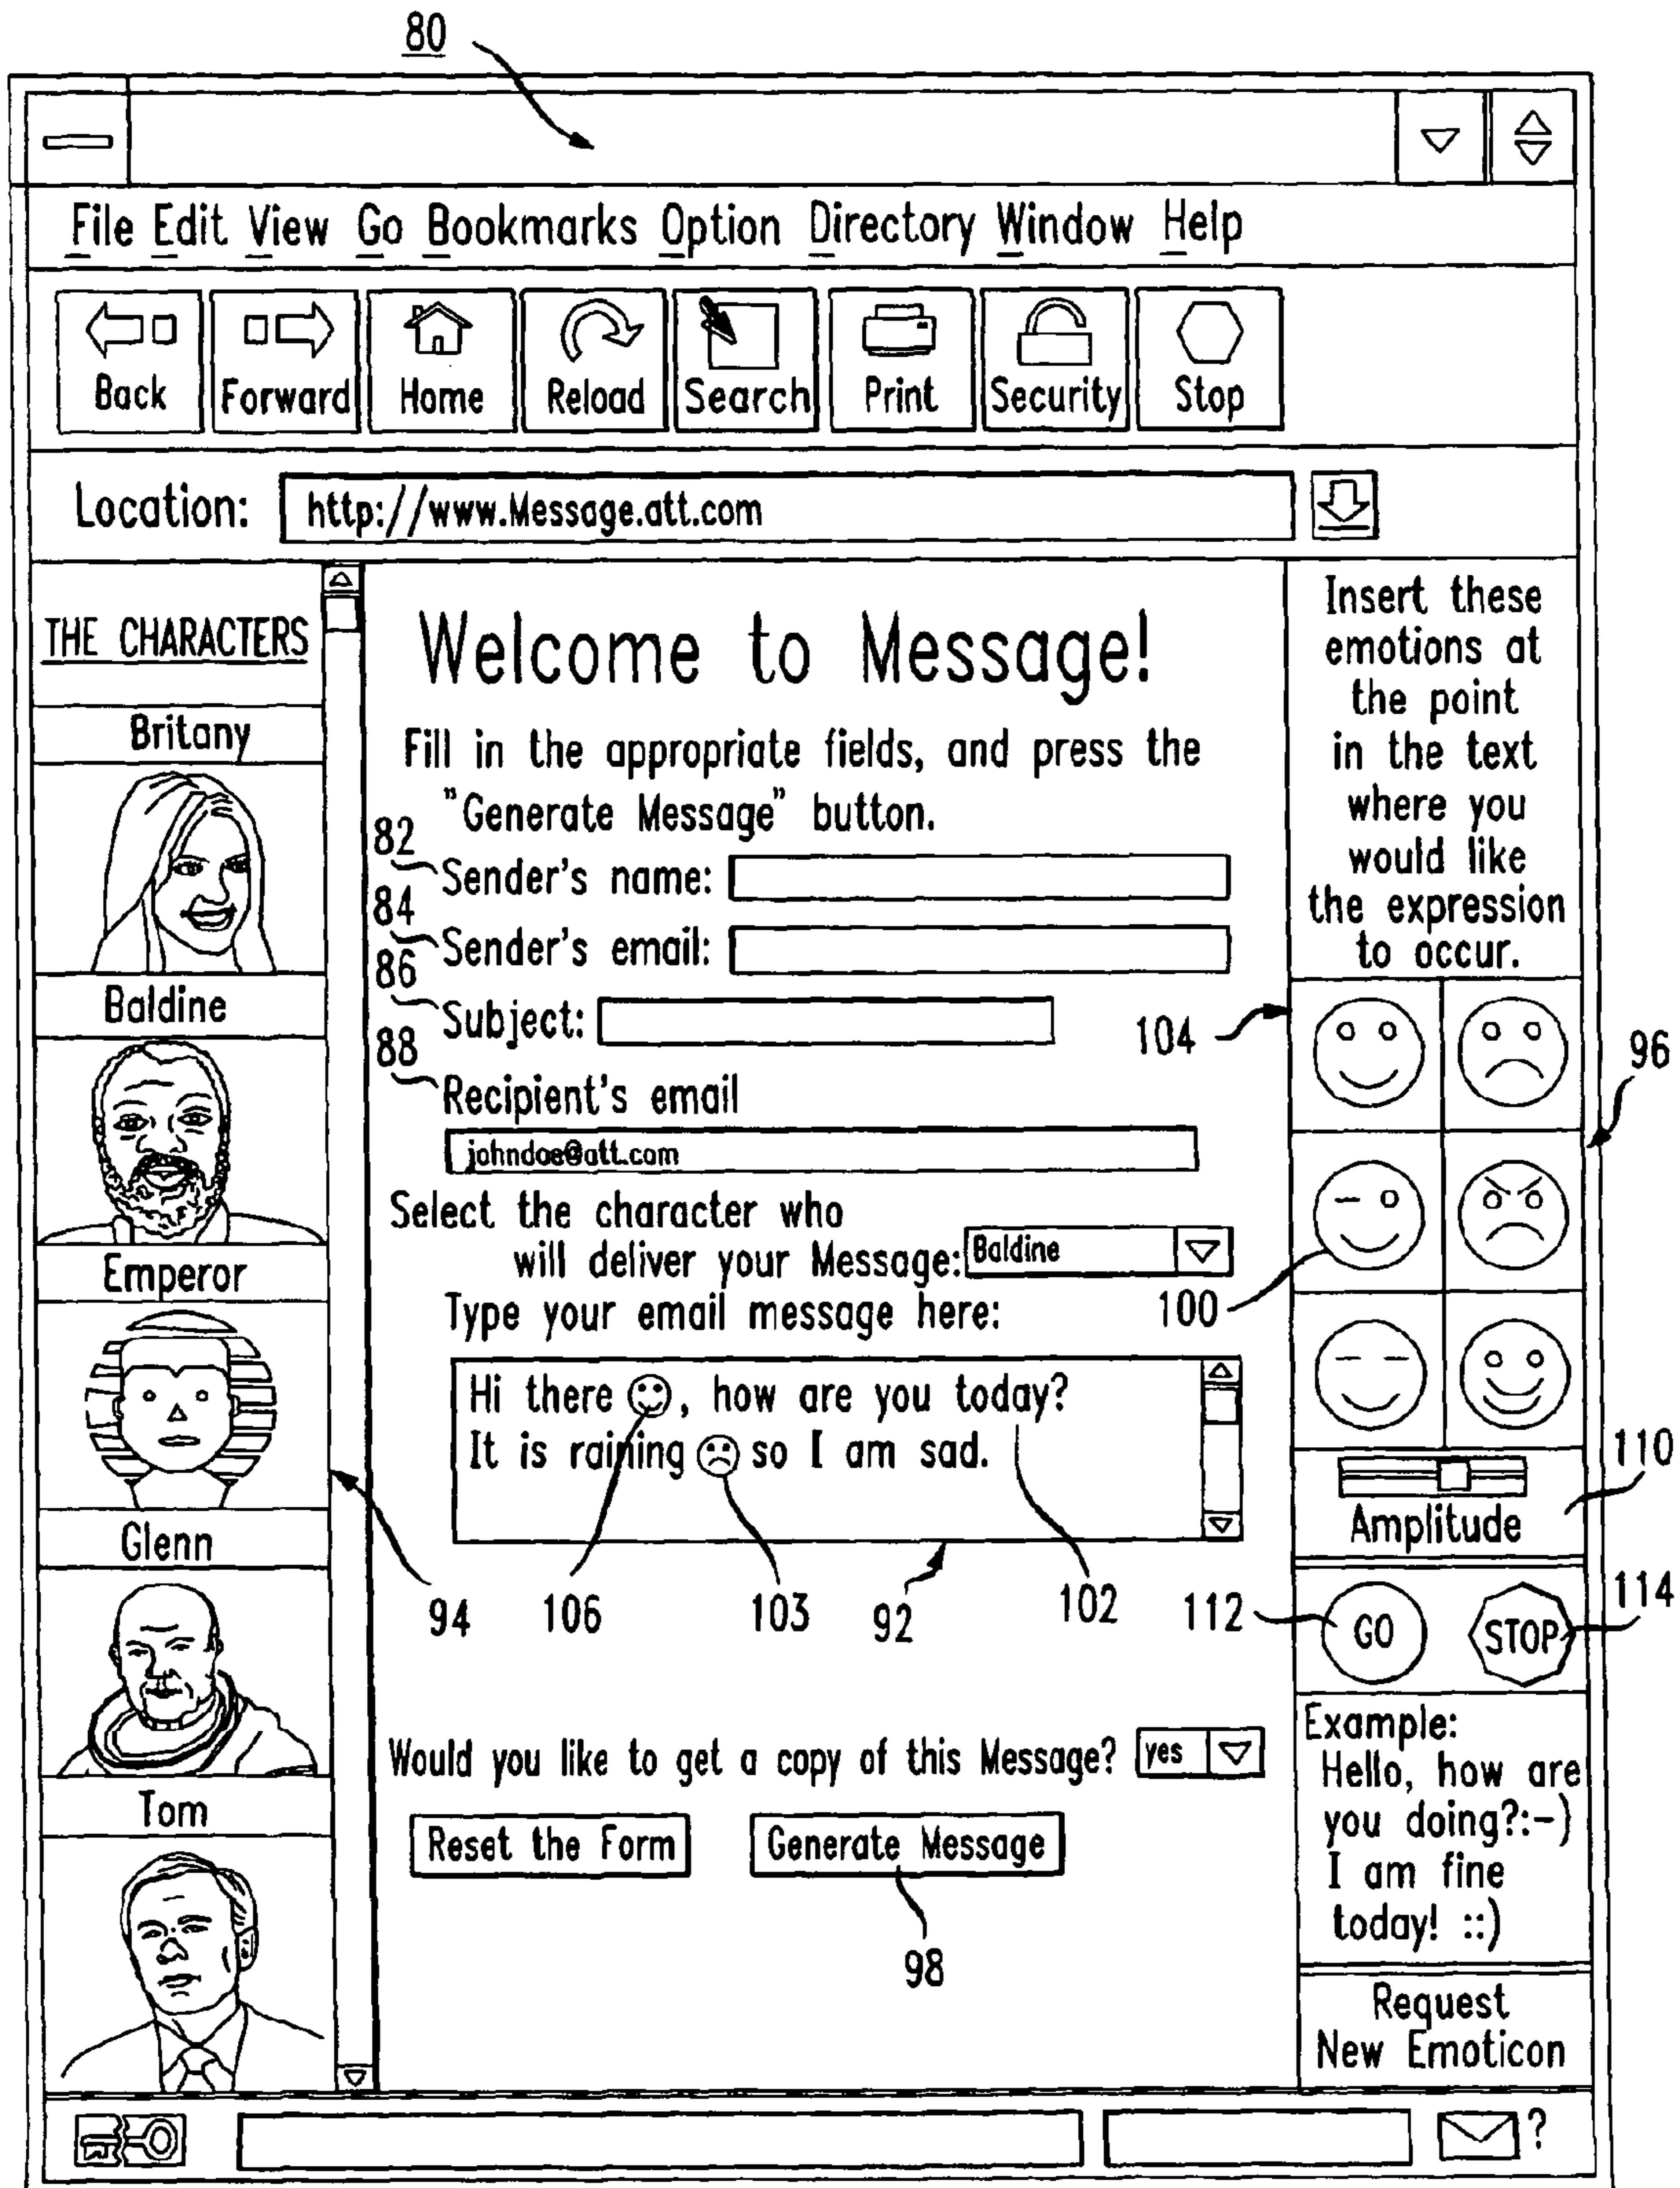 80
File Edit View Go Bookmarks Option Directory Window Help
Back Forward Home Reload Search Print Security Stop
Location: http://www.Message.att.com
THE CHARACTERS
Britany
Baldine
Emperor
Glenn
Tom
94
Welcome to Message!
Fill in the appropriate fields, and press the
"Generate Message" button.
82
Sender's name:
84
Sender's email:
86
Subject:
88
Recipient's email
johndoe@att.com
Select the character who
will deliver your Message: Baldine
Type your email message here:
Hi there , how are you today?
It is raining so I am sad.
106
103
92
102
Would you like to get a copy of this Message? yes
Reset the Form Generate Message
98
Insert these
emotions at
the point
in the text
where you
would like
the expression
to occur.
104
96
100
110
Amplitude
112
GO STOP
114
Example:
Hello, how are
you doing?:-)
I am fine
today! ::)
Request
New Emoticon
?